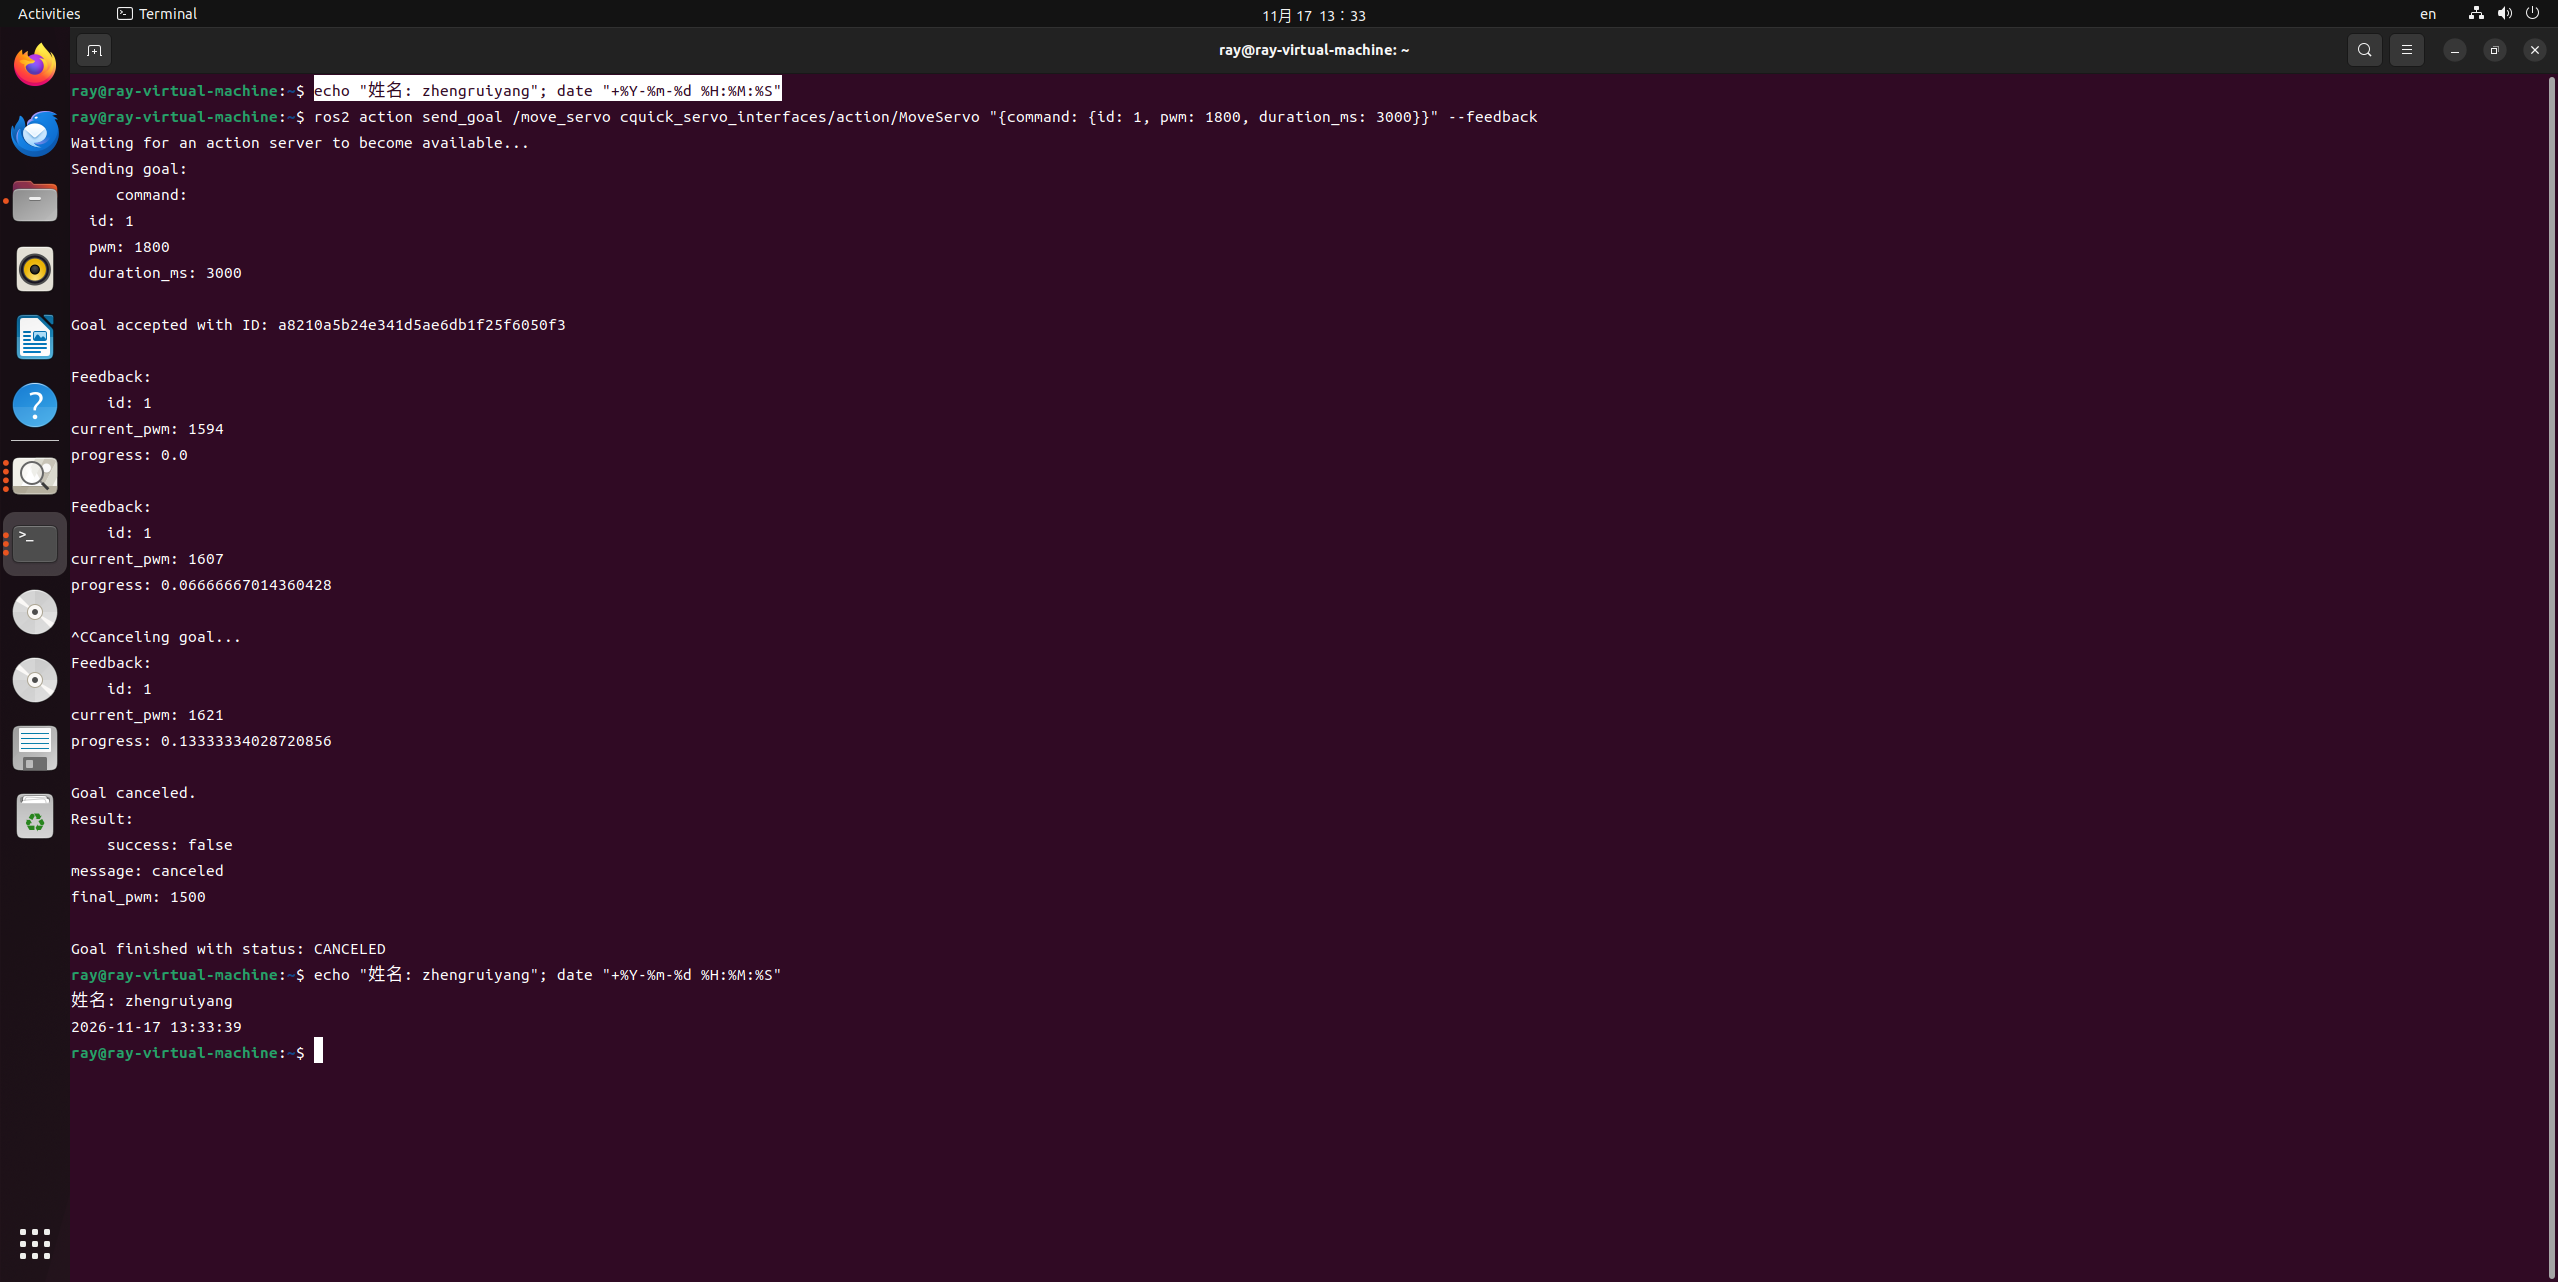 Activities
Terminal
11月 17 13：33
en
ray@ray-virtual-machine: ~
ray@ray-virtual-machine:~$ echo "姓名: zhengruiyang"; date "+%Y-%m-%d %H:%M:%S"
ray@ray-virtual-machine:~$ ros2 action send_goal /move_servo cquick_servo_interfaces/action/MoveServo "{command: {id: 1, pwm: 1800, duration_ms: 3000}}" --feedback
Waiting for an action server to become available...
Sending goal:
     command:
  id: 1
  pwm: 1800
  duration_ms: 3000

Goal accepted with ID: a8210a5b24e341d5ae6db1f25f6050f3

Feedback:
    id: 1
current_pwm: 1594
progress: 0.0

Feedback:
    id: 1
current_pwm: 1607
progress: 0.06666667014360428

^CCanceling goal...
Feedback:
    id: 1
current_pwm: 1621
progress: 0.13333334028720856

Goal canceled.
Result:
    success: false
message: canceled
final_pwm: 1500

Goal finished with status: CANCELED
ray@ray-virtual-machine:~$ echo "姓名: zhengruiyang"; date "+%Y-%m-%d %H:%M:%S"
姓名: zhengruiyang
2026-11-17 13:33:39
ray@ray-virtual-machine:~$